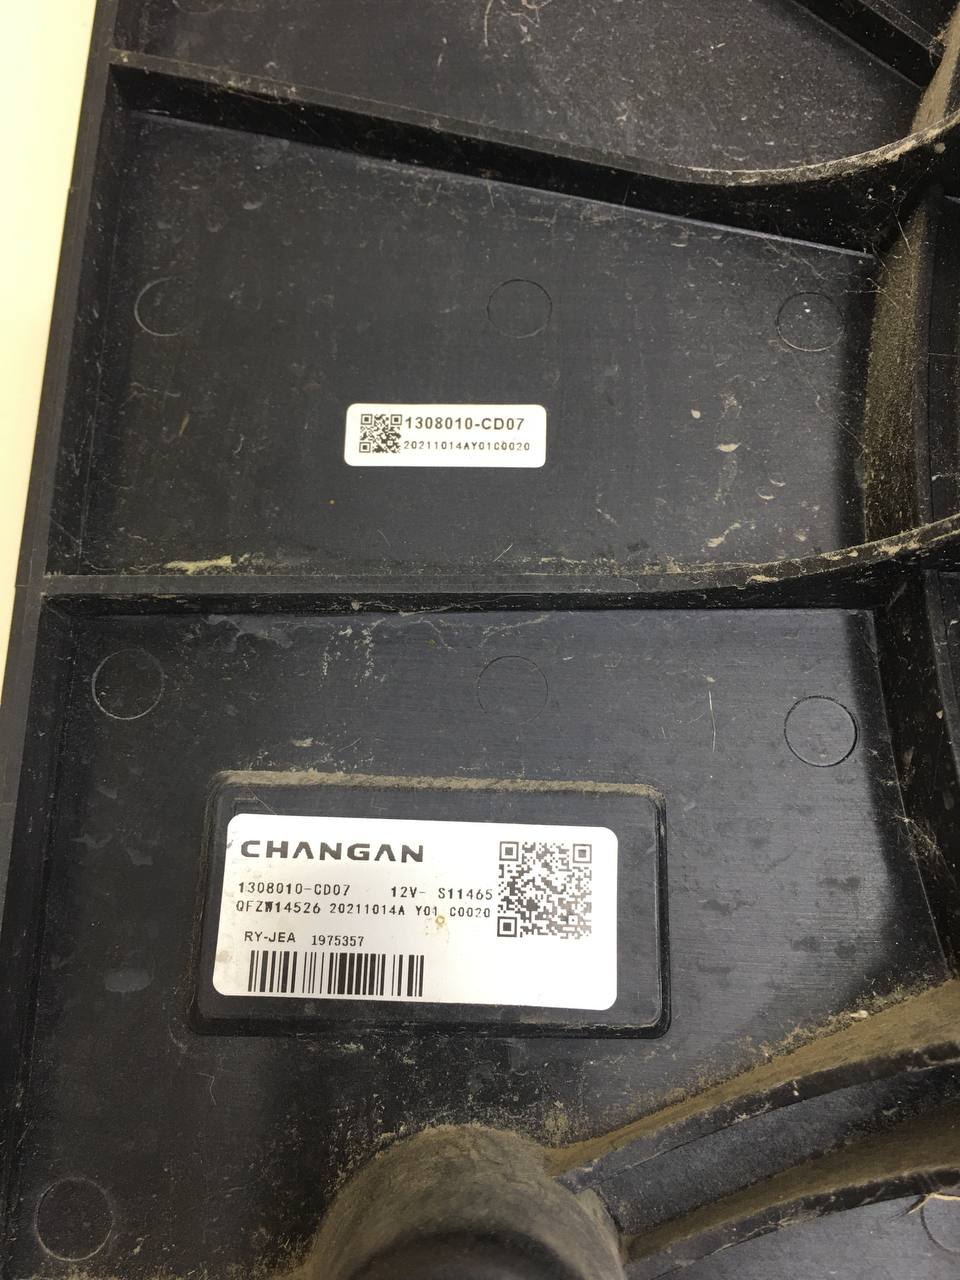 1308010-CD07
20211014AY01C0020
CHANGAN
1308010-CD07 12V- S11465
QFZW14526 20211014A Y01 C0020
RY-JEA 1975357